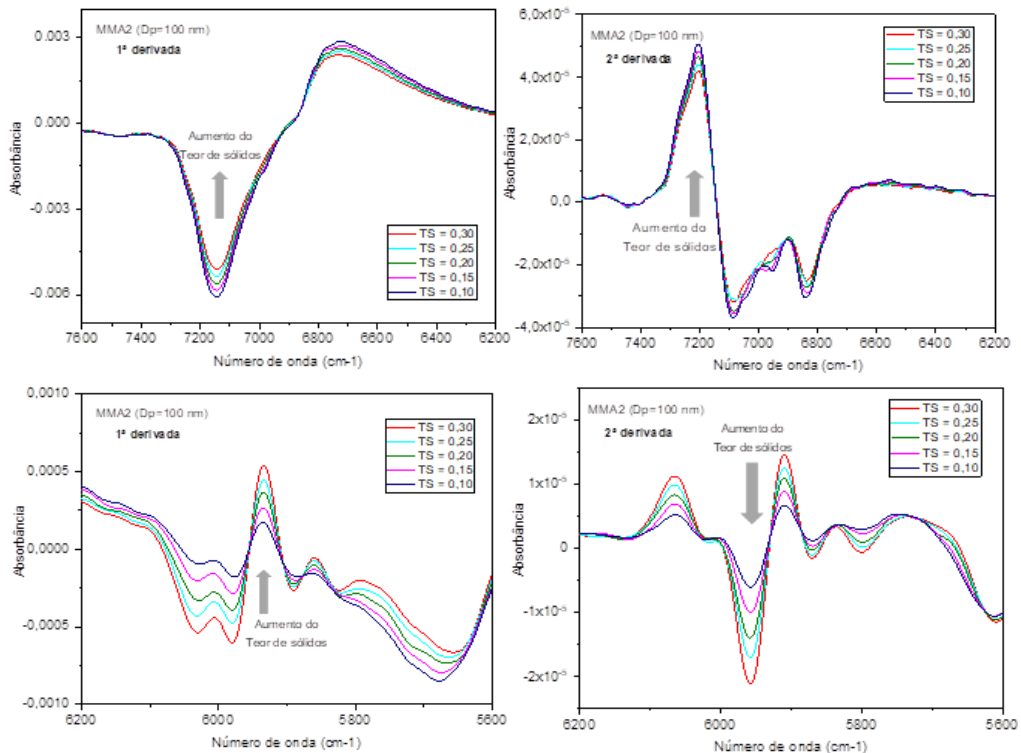 MMA2 (Dp=100 nm)
1ª derivada
Aumento do
Teor de sólidos
TS = 0,30
TS = 0,25
TS = 0,20
TS = 0,15
TS = 0,10
0.003
0.000
-0.003
-0.006
Absorbância
7600 7400 7200 7000 6800 6600 6400 6200
Número de onda (cm-1)
6,0x10⁻⁵
MMA2 (Dp=100 nm)
2ª derivada
TS = 0,30
TS = 0,25
TS = 0,20
TS = 0,15
TS = 0,10
4,0x10⁻⁵
2,0x10⁻⁵
0,0
-2,0x10⁻⁵
-4,0x10⁻⁵
Aumento do
Teor de sólidos
Absorbância
7600 7400 7200 7000 6800 6600 6400 6200
Número de onda (cm-1)
0,0010
MMA2 (Dp=100 nm)
1ª derivada
TS = 0,30
TS = 0,25
TS = 0,20
TS = 0,15
TS = 0,10
0,0005
0,0000
-0,0005
-0,0010
Aumento do
Teor de sólidos
Absorbância
6200 6000 5800 5600
Número de onda (cm-1)
MMA2 (Dp=100 nm)
2ª derivada
Aumento do
Teor de sólidos
TS = 0,30
TS = 0,25
TS = 0,20
TS = 0,15
TS = 0,10
2x10⁻⁵
1x10⁻⁵
0
-1x10⁻⁵
-2x10⁻⁵
Absorbância
6200 6000 5800 5600
Número de onda (cm-1)